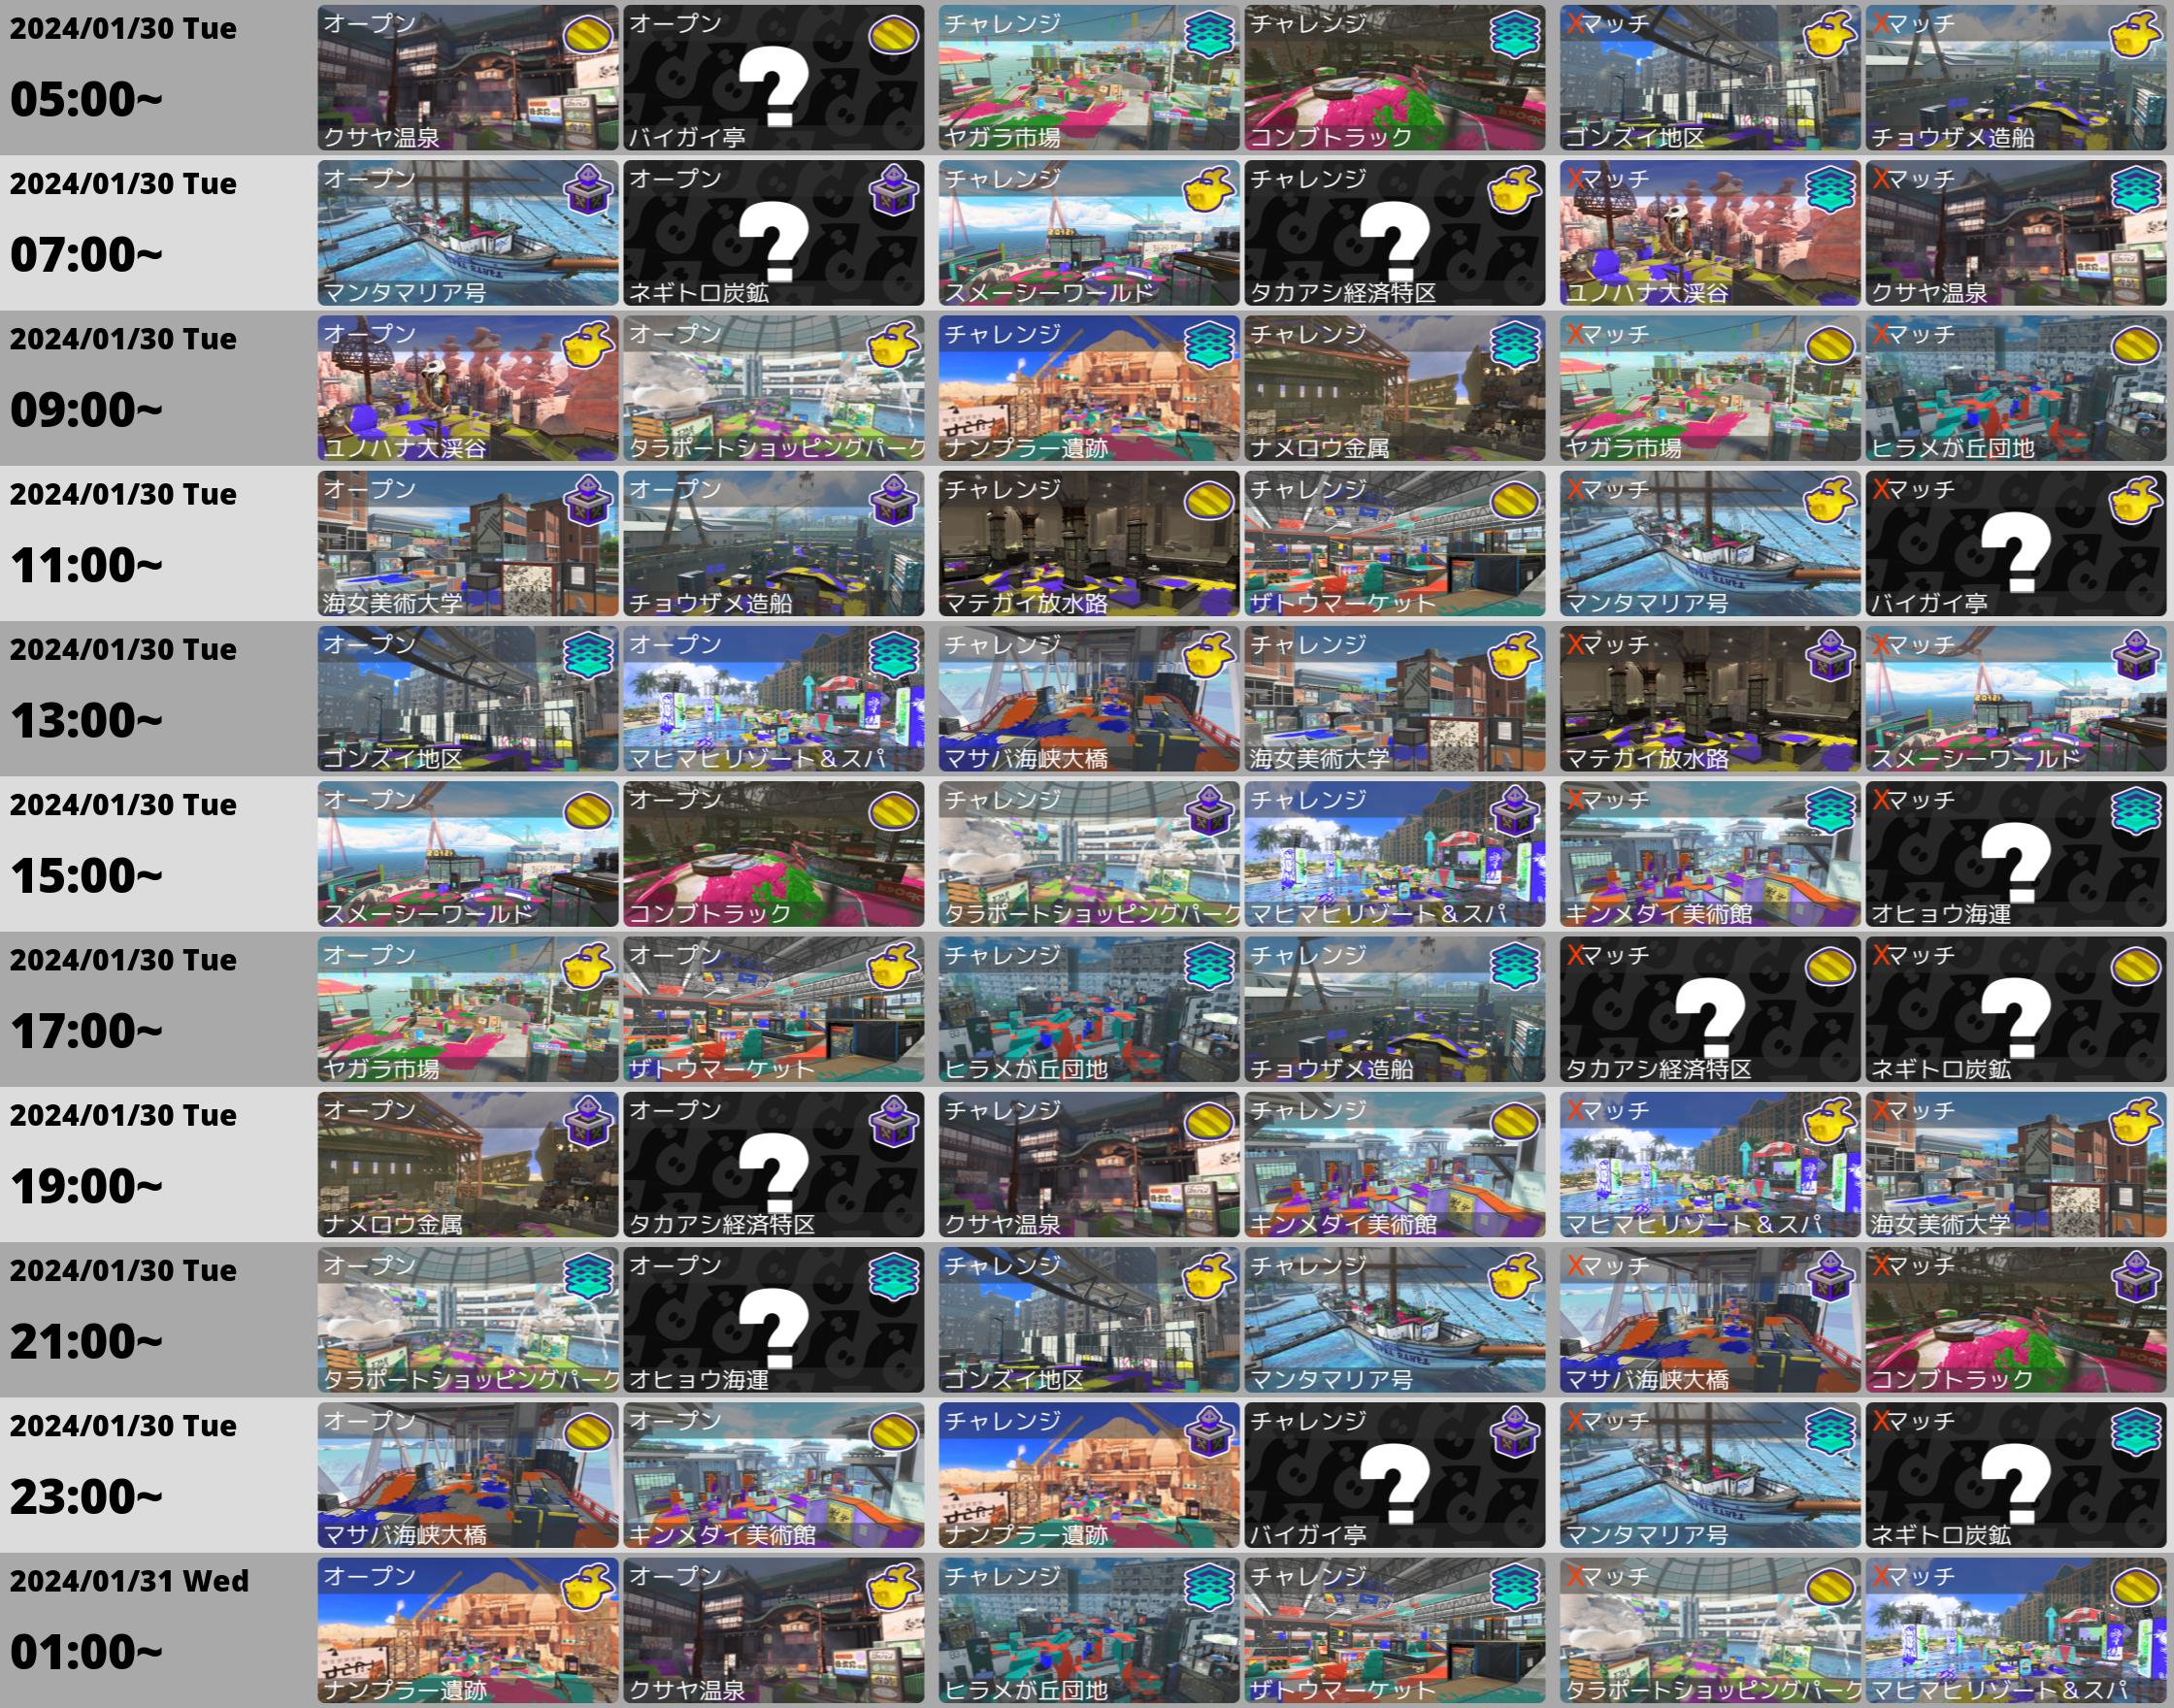 2024/01/30 Tue
05:00~
オープン
クサヤ温泉
オープン
バイガイ亭
チャレンジ
ヤガラ市場
チャレンジ
コンブトラック
Xマッチ
ゴンズイ地区
Xマッチ
チョウザメ造船
2024/01/30 Tue
07:00~
オープン
マンタマリア号
オープン
ネギトロ炭鉱
チャレンジ
スメーシーワールド
チャレンジ
タカアシ経済特区
Xマッチ
ユノハナ大渓谷
Xマッチ
クサヤ温泉
2024/01/30 Tue
09:00~
オープン
ユノハナ大渓谷
オープン
タラポートショッピングパーク
チャレンジ
ナンプラー遺跡
チャレンジ
ナメロウ金属
Xマッチ
ヤガラ市場
Xマッチ
ヒラメが丘団地
2024/01/30 Tue
11:00~
オープン
海女美術大学
オープン
チョウザメ造船
チャレンジ
マテガイ放水路
チャレンジ
ザトウマーケット
Xマッチ
マンタマリア号
Xマッチ
バイガイ亭
2024/01/30 Tue
13:00~
オープン
ゴンズイ地区
オープン
マヒマヒリゾート＆スパ
チャレンジ
マサバ海峡大橋
チャレンジ
海女美術大学
Xマッチ
マテガイ放水路
Xマッチ
スメーシーワールド
2024/01/30 Tue
15:00~
オープン
スメーシーワールド
オープン
コンブトラック
チャレンジ
タラポートショッピングパーク
チャレンジ
マヒマヒリゾート＆スパ
Xマッチ
キンメダイ美術館
Xマッチ
オヒョウ海運
2024/01/30 Tue
17:00~
オープン
ヤガラ市場
オープン
ザトウマーケット
チャレンジ
ヒラメが丘団地
チャレンジ
チョウザメ造船
Xマッチ
タカアシ経済特区
Xマッチ
ネギトロ炭鉱
2024/01/30 Tue
19:00~
オープン
ナメロウ金属
オープン
タカアシ経済特区
チャレンジ
クサヤ温泉
チャレンジ
キンメダイ美術館
Xマッチ
マヒマヒリゾート＆スパ
Xマッチ
海女美術大学
2024/01/30 Tue
21:00~
オープン
タラポートショッピングパーク
オープン
オヒョウ海運
チャレンジ
ゴンズイ地区
チャレンジ
マンタマリア号
Xマッチ
マサバ海峡大橋
Xマッチ
コンブトラック
2024/01/30 Tue
23:00~
オープン
マサバ海峡大橋
オープン
キンメダイ美術館
チャレンジ
ナンプラー遺跡
チャレンジ
バイガイ亭
Xマッチ
マンタマリア号
Xマッチ
ネギトロ炭鉱
2024/01/31 Wed
01:00~
オープン
ナンプラー遺跡
オープン
クサヤ温泉
チャレンジ
ヒラメが丘団地
チャレンジ
ザトウマーケット
Xマッチ
タラポートショッピングパーク
Xマッチ
マヒマヒリゾート＆スパ